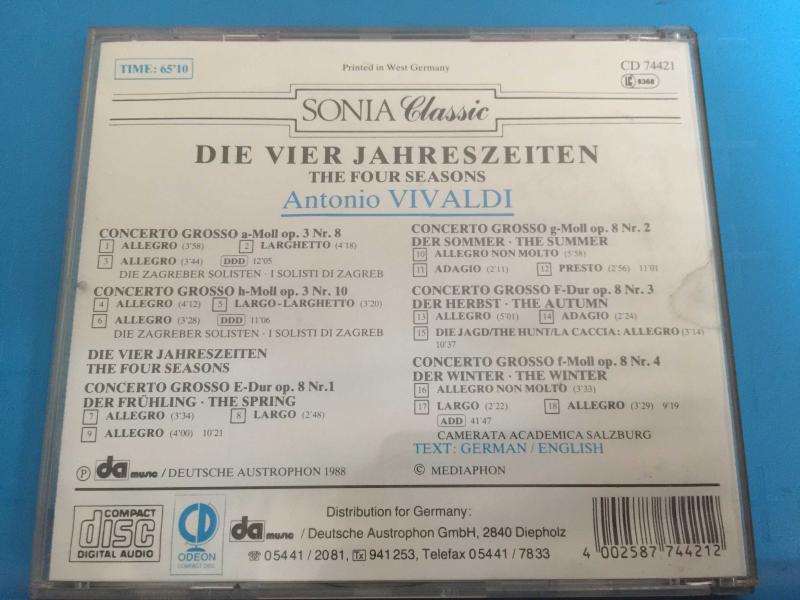 TIME: 65'10
Printed in West Germany
CD 74421
LC 8368
SONIA Classic
DIE VIER JAHRESZEITEN
THE FOUR SEASONS
Antonio VIVALDI
CONCERTO GROSSO a-Moll op. 3 Nr. 8
1 ALLEGRO (3'58) 2 LARGHETTO (4'18)
3 ALLEGRO (3'44) DDD 12'05
DIE ZAGREBER SOLISTEN · I SOLISTI DI ZAGREB
CONCERTO GROSSO h-Moll op. 3 Nr. 10
4 ALLEGRO (4'12) 5 LARGO-LARGHETTO (3'20)
6 ALLEGRO (3'28) DDD 11'06
DIE ZAGREBER SOLISTEN · I SOLISTI DI ZAGREB
DIE VIER JAHRESZEITEN
THE FOUR SEASONS
CONCERTO GROSSO E-Dur op. 8 Nr. 1
DER FRÜHLING · THE SPRING
7 ALLEGRO (3'34) 8 LARGO (2'48)
9 ALLEGRO (4'00) 10'21
CONCERTO GROSSO g-Moll op. 8 Nr. 2
DER SOMMER · THE SUMMER
10 ALLEGRO NON MOLTO (5'58)
11 ADAGIO (2'11) 12 PRESTO (2'56) 11'01
CONCERTO GROSSO F-Dur op. 8 Nr. 3
DER HERBST · THE AUTUMN
13 ALLEGRO (5'01) 14 ADAGIO (2'24)
15 DIE JAGD/THE HUNT/LA CACCIA: ALLEGRO (3'14)
10'37
CONCERTO GROSSO f-Moll op. 8 Nr. 4
DER WINTER · THE WINTER
16 ALLEGRO NON MOLTO (3'33)
17 LARGO (2'22) 18 ALLEGRO (3'29) 9'19
ADD 41'47
CAMERATA ACADEMICA SALZBURG
TEXT: GERMAN / ENGLISH
Ⓟ da music / DEUTSCHE AUSTROPHON 1988
© MEDIAPHON
COMPACT
disc
DIGITAL AUDIO
CD
ODEON
COMPACT DISC
Distribution for Germany:
da music / Deutsche Austrophon GmbH, 2840 Diepholz
☏ 05441 / 2081, Tx 941253, Telefax 05441 / 7833
4 002587 744212